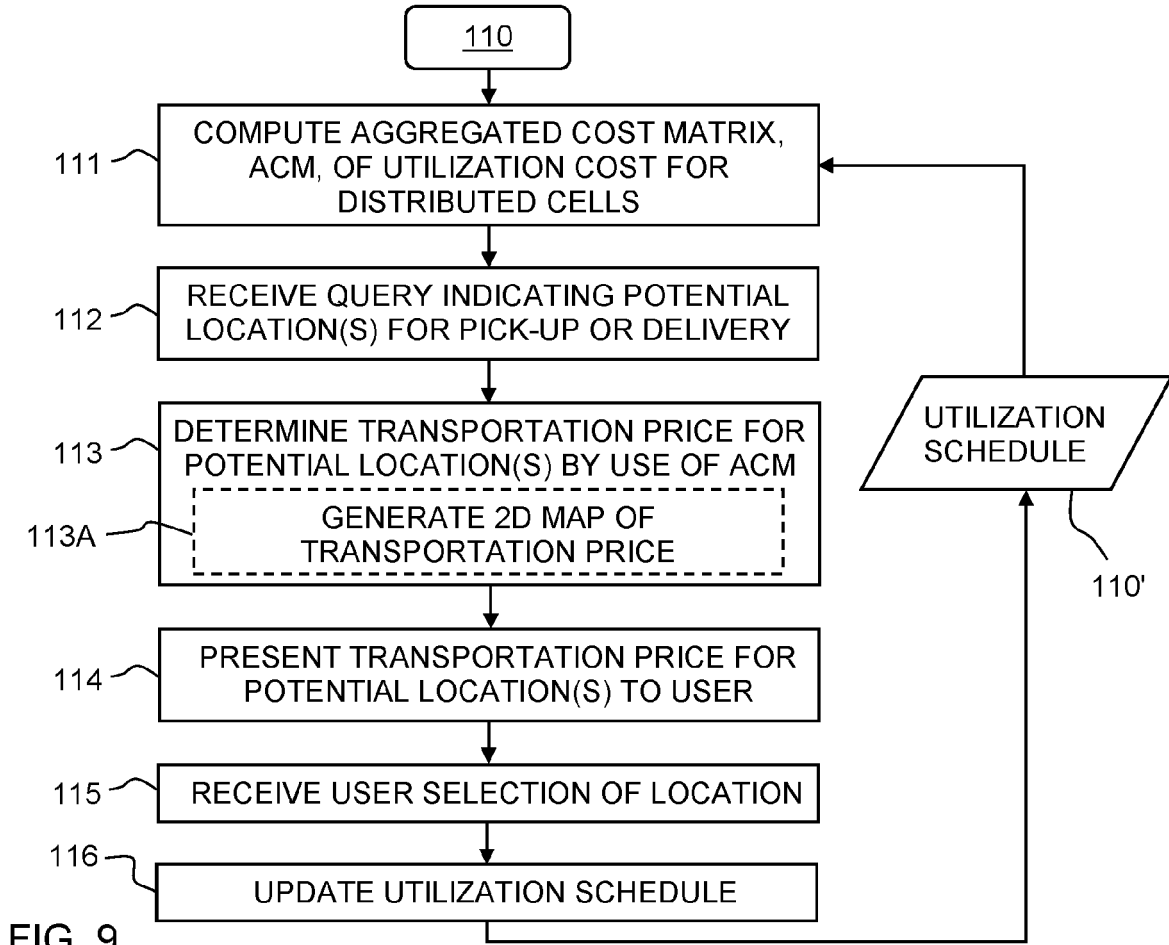 110
111
COMPUTE AGGREGATED COST MATRIX,
ACM, OF UTILIZATION COST FOR
DISTRIBUTED CELLS
112
RECEIVE QUERY INDICATING POTENTIAL
LOCATION(S) FOR PICK-UP OR DELIVERY
113
DETERMINE TRANSPORTATION PRICE FOR
POTENTIAL LOCATION(S) BY USE OF ACM
113A
GENERATE 2D MAP OF
TRANSPORTATION PRICE
UTILIZATION
SCHEDULE
110'
114
PRESENT TRANSPORTATION PRICE FOR
POTENTIAL LOCATION(S) TO USER
115
RECEIVE USER SELECTION OF LOCATION
116
UPDATE UTILIZATION SCHEDULE
FIG. 9